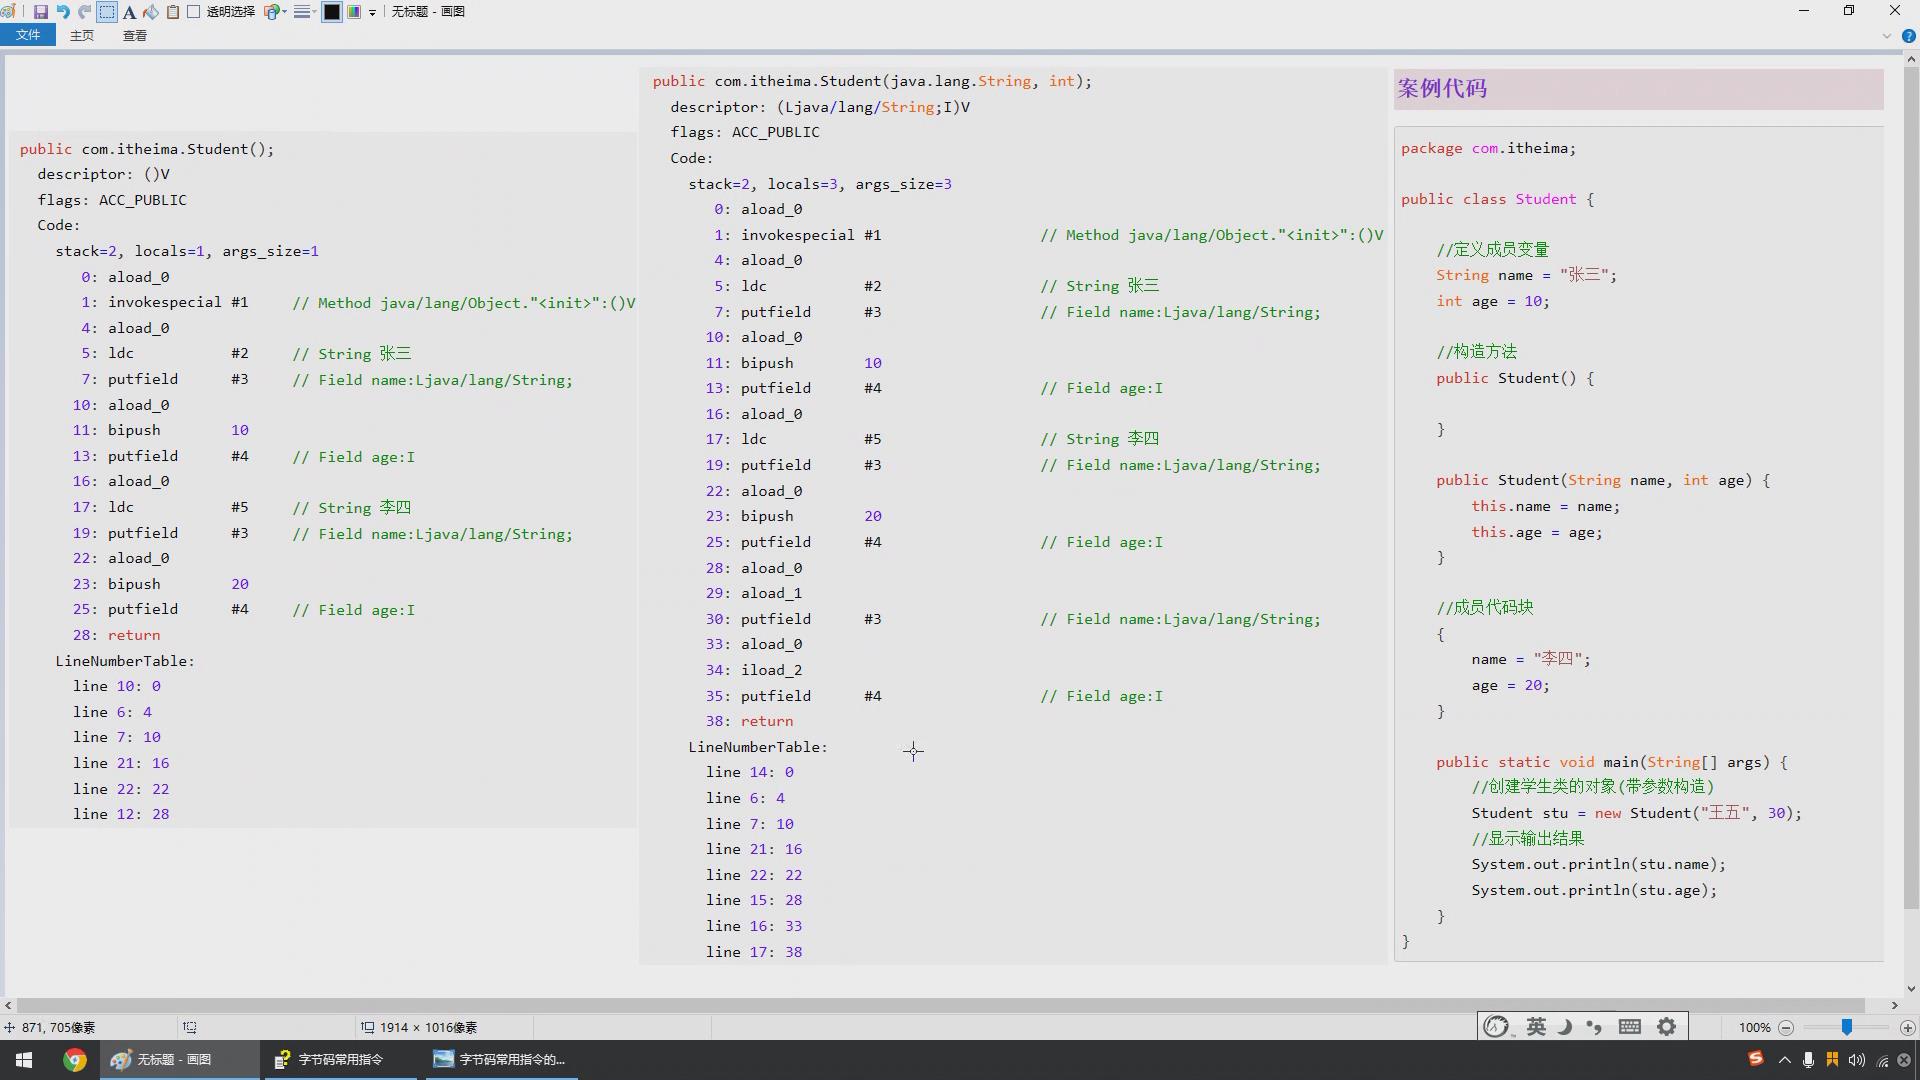 透明选择
无标题 - 画图
文件
主页
查看
public com.itheima.Student();
descriptor: ()V
flags: ACC_PUBLIC
Code:
stack=2, locals=1, args_size=1
0: aload_0
1: invokespecial #1 // Method java/lang/Object."<init>":()V
4: aload_0
5: ldc #2 // String 张三
7: putfield #3 // Field name:Ljava/lang/String;
10: aload_0
11: bipush 10
13: putfield #4 // Field age:I
16: aload_0
17: ldc #5 // String 李四
19: putfield #3 // Field name:Ljava/lang/String;
22: aload_0
23: bipush 20
25: putfield #4 // Field age:I
28: return
LineNumberTable:
line 10: 0
line 6: 4
line 7: 10
line 21: 16
line 22: 22
line 12: 28
public com.itheima.Student(java.lang.String, int);
descriptor: (Ljava/lang/String;I)V
flags: ACC_PUBLIC
Code:
stack=2, locals=3, args_size=3
0: aload_0
1: invokespecial #1 // Method java/lang/Object."<init>":()V
4: aload_0
5: ldc #2 // String 张三
7: putfield #3 // Field name:Ljava/lang/String;
10: aload_0
11: bipush 10
13: putfield #4 // Field age:I
16: aload_0
17: ldc #5 // String 李四
19: putfield #3 // Field name:Ljava/lang/String;
22: aload_0
23: bipush 20
25: putfield #4 // Field age:I
28: aload_0
29: aload_1
30: putfield #3 // Field name:Ljava/lang/String;
33: aload_0
34: iload_2
35: putfield #4 // Field age:I
38: return
LineNumberTable:
line 14: 0
line 6: 4
line 7: 10
line 21: 16
line 22: 22
line 15: 28
line 16: 33
line 17: 38
案例代码
package com.itheima;
public class Student {
//定义成员变量
String name = "张三";
int age = 10;
//构造方法
public Student() {
}
public Student(String name, int age) {
this.name = name;
this.age = age;
}
//成员代码块
{
name = "李四";
age = 20;
}
public static void main(String[] args) {
//创建学生类的对象(带参数构造)
Student stu = new Student("王五", 30);
//显示输出结果
System.out.println(stu.name);
System.out.println(stu.age);
}
}
871, 705像素
1914 × 1016像素
英
100%
无标题 - 画图
字节码常用指令
字节码常用指令的...